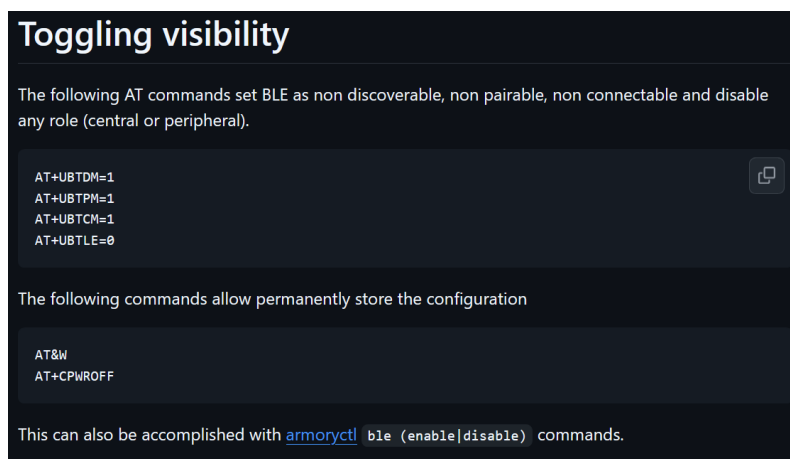 Toggling visibility
The following AT commands set BLE as non discoverable, non pairable, non connectable and disable
any role (central or peripheral).
AT+UBTDM=1
AT+UBTPM=1
AT+UBTCM=1
AT+UBTLE=0
The following commands allow permanently store the configuration
AT&W
AT+CPWROFF
This can also be accomplished with armoryctl ble (enable|disable) commands.